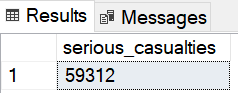 Results Messages
serious_casualties
1 59312